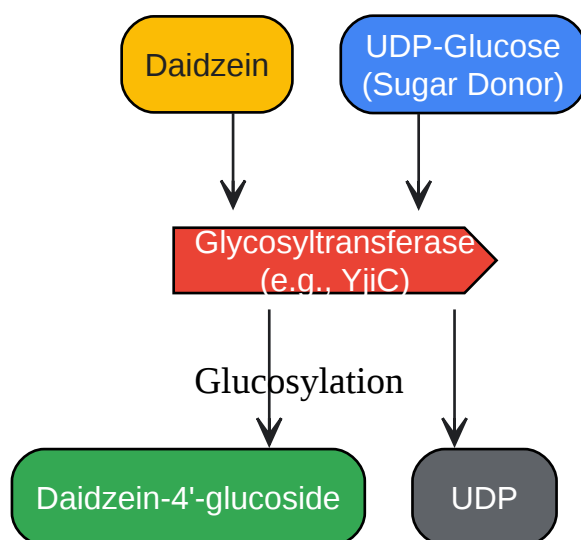 Daidzein
UDP-Glucose
(Sugar Donor)
Glycosyltransferase
(e.g., YjiC)
Glucosylation
Daidzein-4'-glucoside
UDP